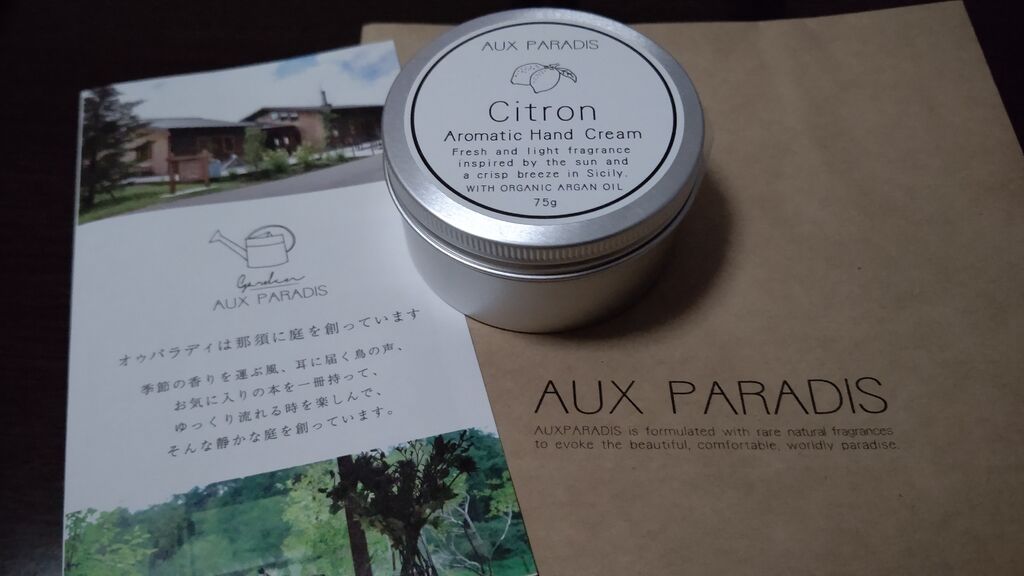 AUX PARADIS
Citron
Aromatic Hand Cream
Fresh and light fragrance
inspired by the sun and
a crisp breeze in Sicily.
WITH ORGANIC ARGAN OIL
75g
Garden
AUX PARADIS
オゥパラディは那須に庭を創っています
季節の香りを運ぶ風、耳に届く鳥の声、
お気に入りの本を一冊持って、
ゆっくり流れる時を楽しんで、
そんな静かな庭を創っています。
AUX PARADIS
AUXPARADIS is formulated with rare natural fragrances
to evoke the beautiful, comfortable, worldly paradise.